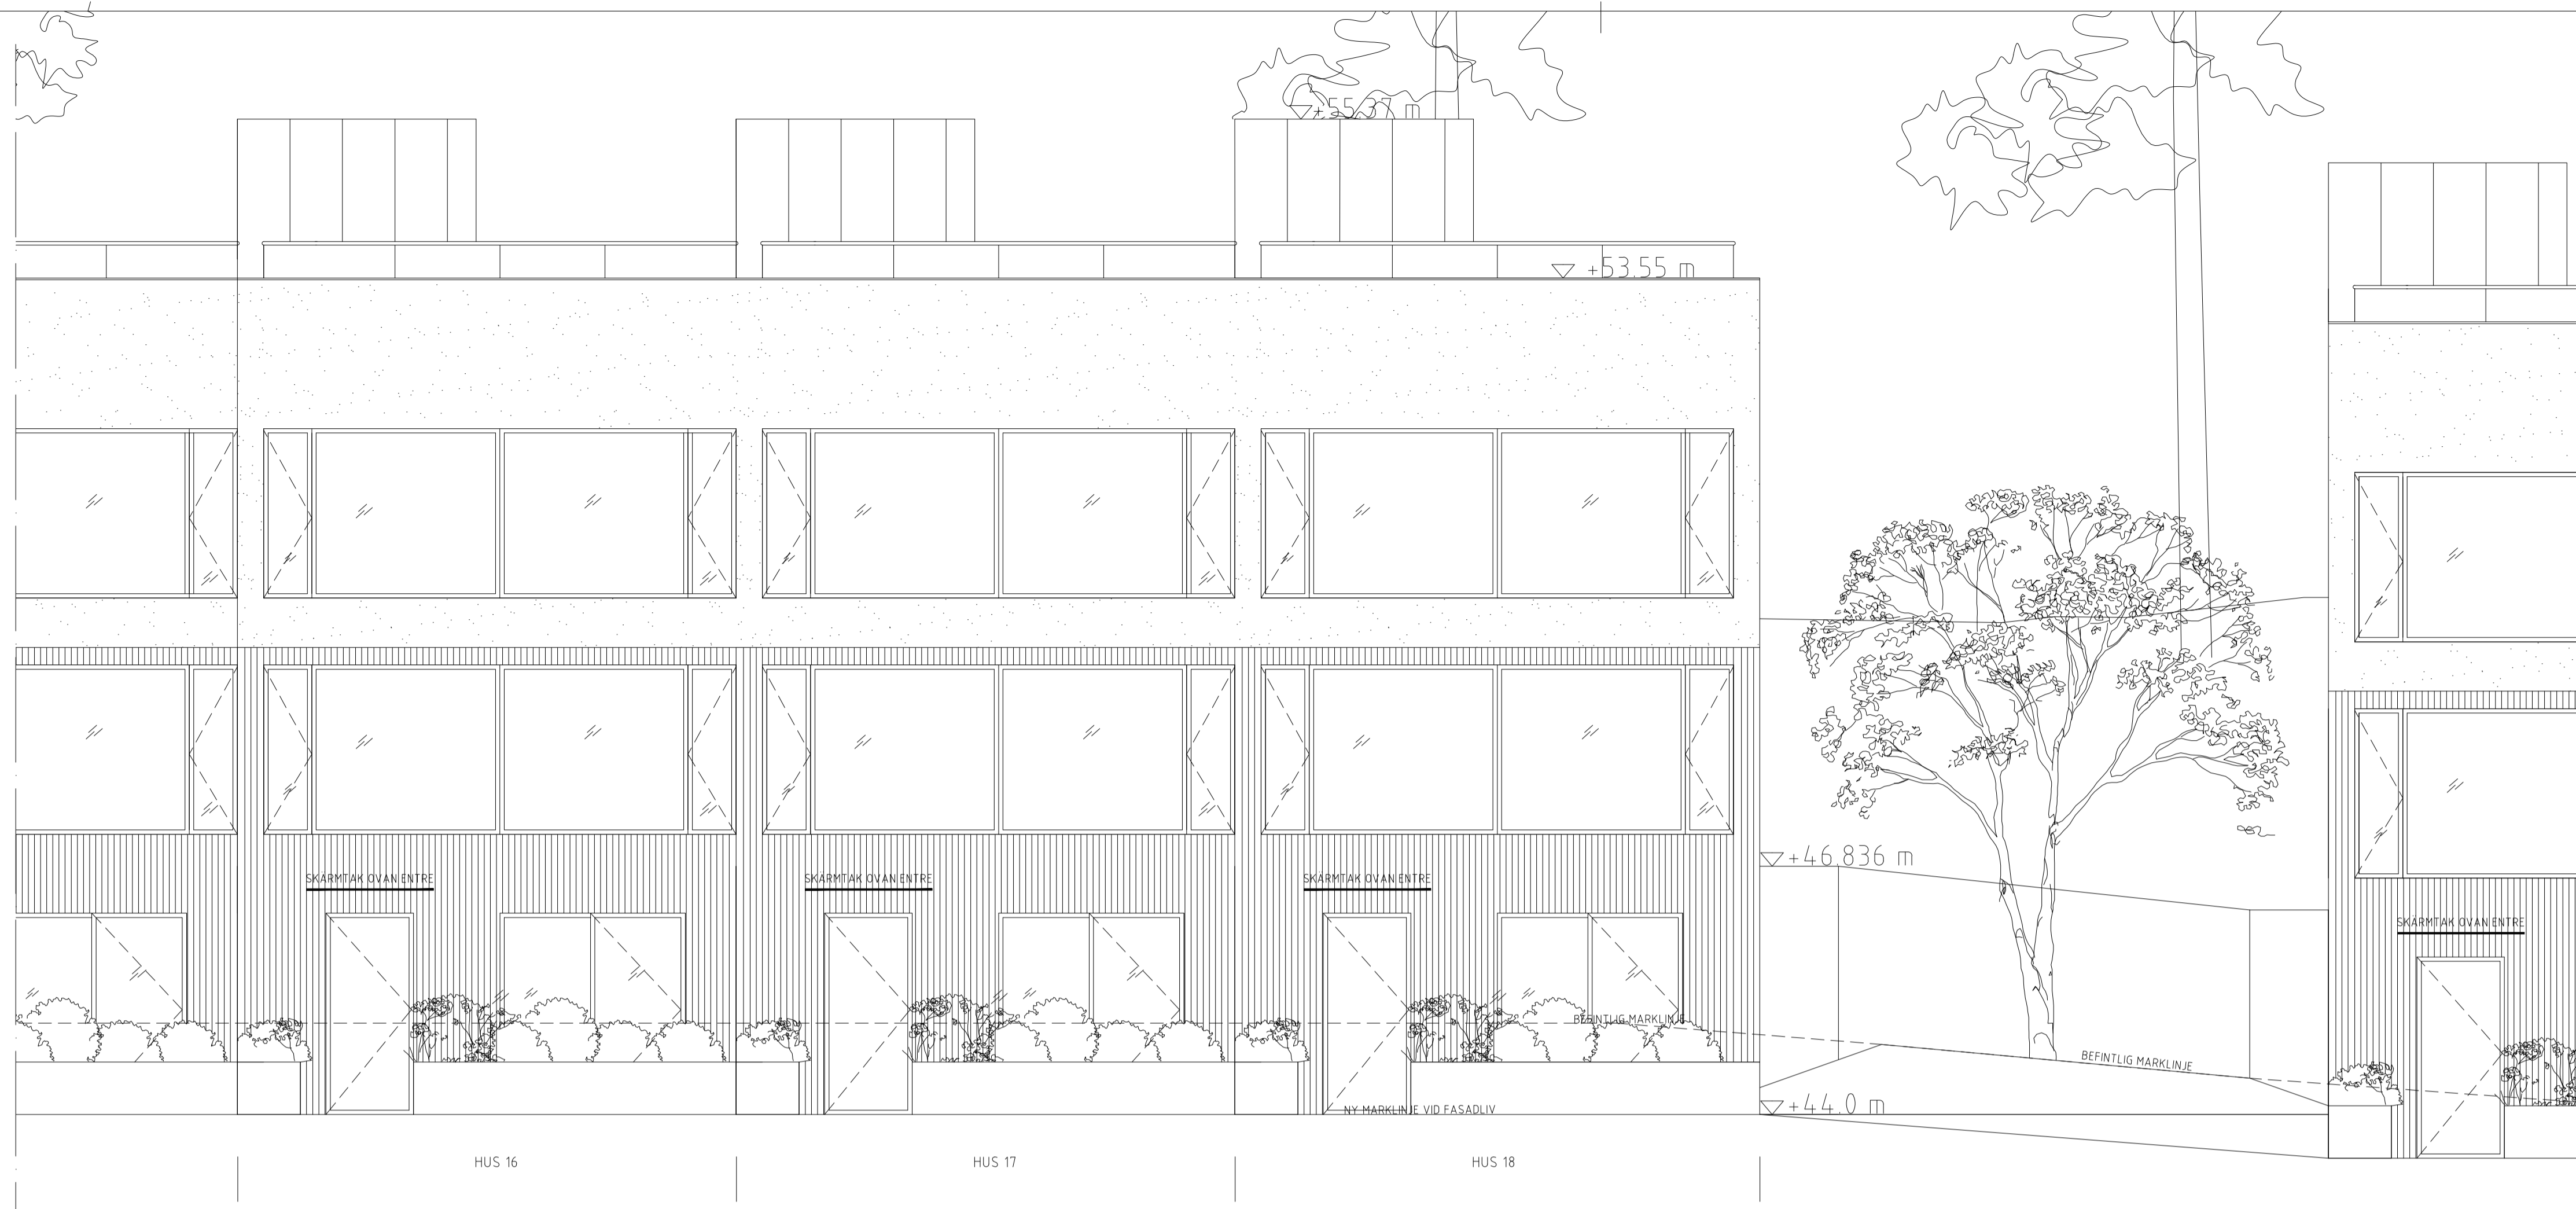 +55.37 m
+53.55 m
+46.836 m
SKÄRMTAK OVAN ENTRE
SKÄRMTAK OVAN ENTRE
SKÄRMTAK OVAN ENTRE
SKÄRMTAK OVAN ENTRE
BEFINTLIG MARKLINJE
BEFINTLIG MARKLINJE
NY MARKLINJE VID FASADLIV
+44.0 m
HUS 16
HUS 17
HUS 18